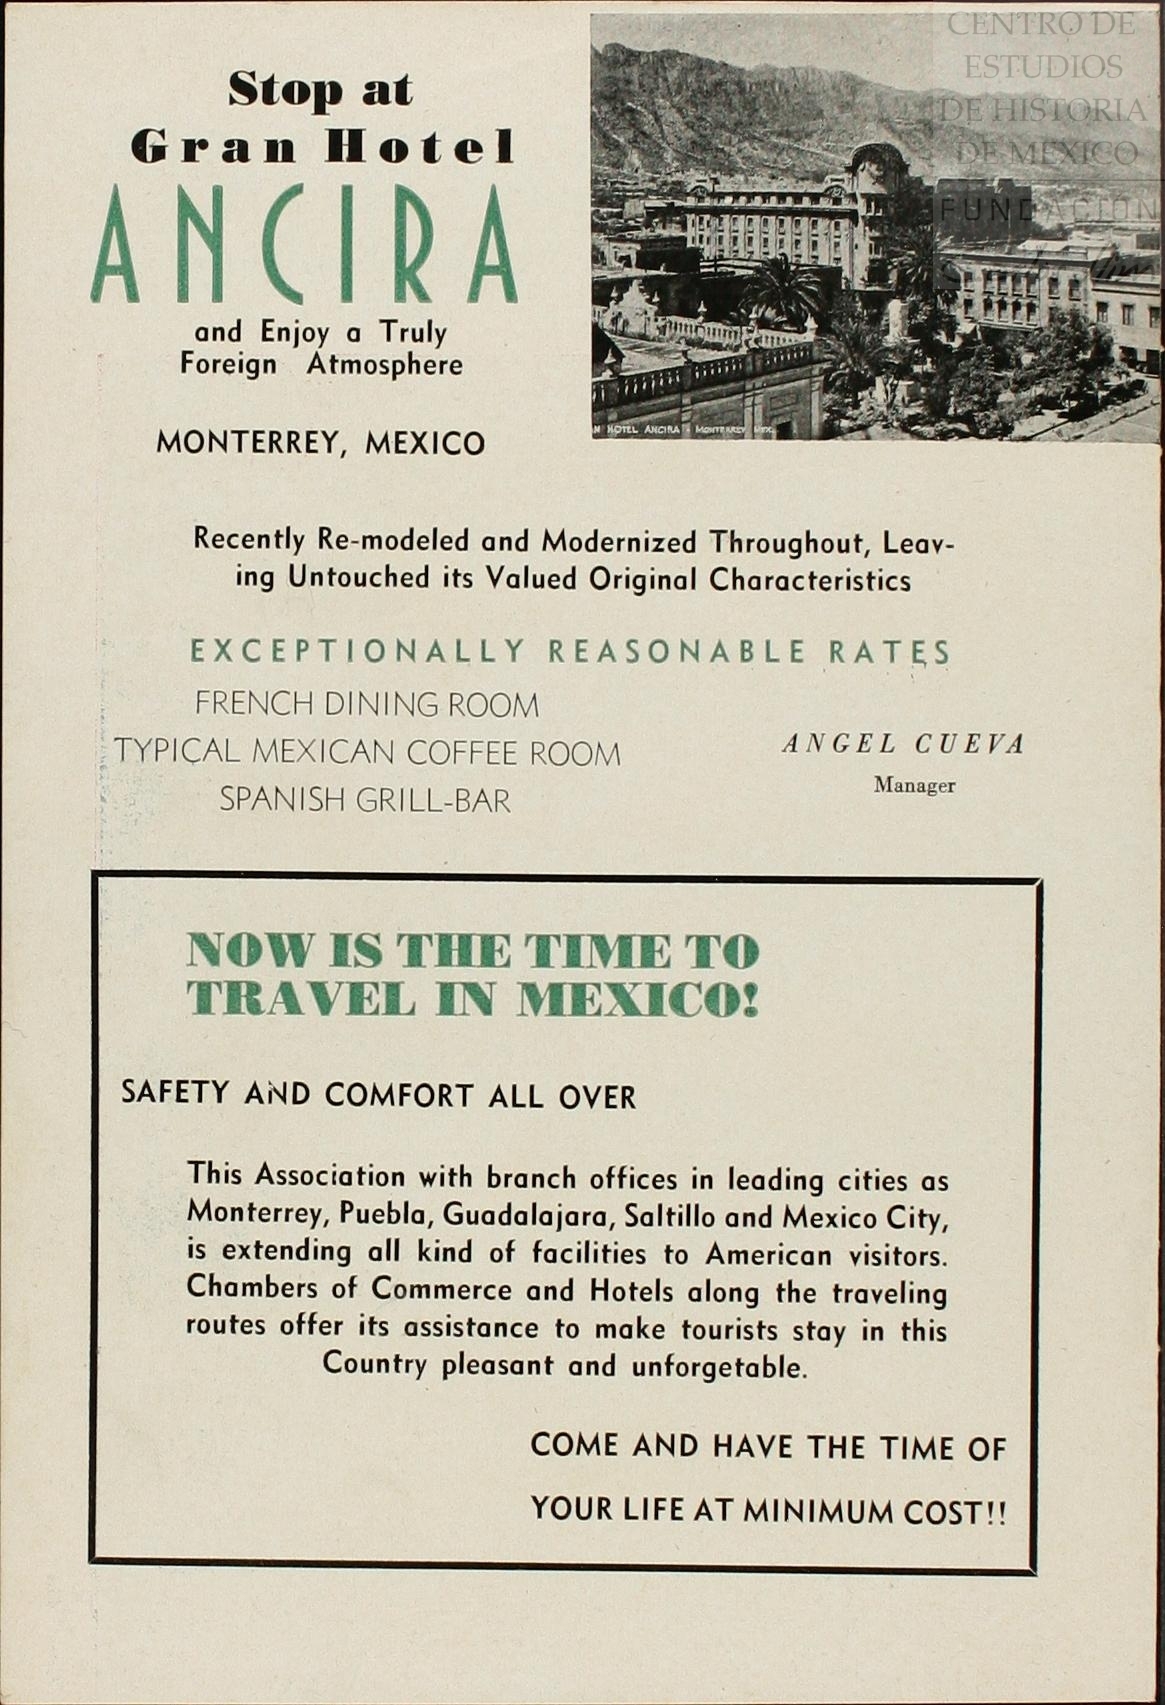 CENTRO DE
ESTUDIOS
DE HISTORIA
DE MEXICO
FUNDACIÓN
Stop at
Gran Hotel
ANCIRA
and Enjoy a Truly
Foreign Atmosphere
MONTERREY, MEXICO
HOTEL ANCIRA - MONTERREY MEX.
Recently Re-modeled and Modernized Throughout, Leav-
ing Untouched its Valued Original Characteristics
EXCEPTIONALLY REASONABLE RATES
FRENCH DINING ROOM
TYPICAL MEXICAN COFFEE ROOM
SPANISH GRILL-BAR
ANGEL CUEVA
Manager
NOW IS THE TIME TO
TRAVEL IN MEXICO!
SAFETY AND COMFORT ALL OVER
This Association with branch offices in leading cities as
Monterrey, Puebla, Guadalajara, Saltillo and Mexico City,
is extending all kind of facilities to American visitors.
Chambers of Commerce and Hotels along the traveling
routes offer its assistance to make tourists stay in this
Country pleasant and unforgetable.
COME AND HAVE THE TIME OF
YOUR LIFE AT MINIMUM COST!!